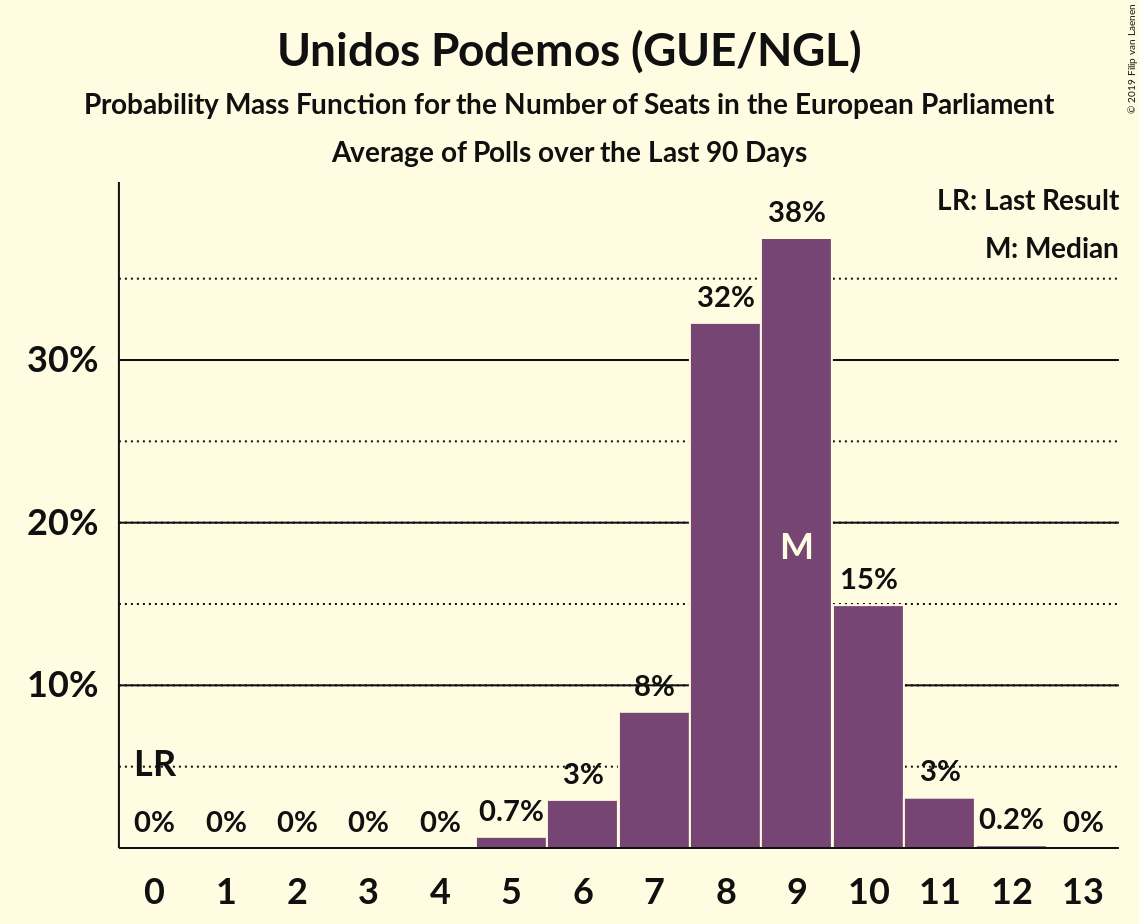 Unidos Podemos (GUE/NGL)
Probability Mass Function for the Number of Seats in the European Parliament
Average of Polls over the Last 90 Days
© 2019 Filip van Laenen
LR: Last Result
M: Median
38%
32%
30%
20%
M
15%
10%
8%
LR
3%
3%
0%
0%
0%
0%
0%
0.7%
0.2%
0%
0 1 2 3 4 5 6 7 8 9 10 11 12 13